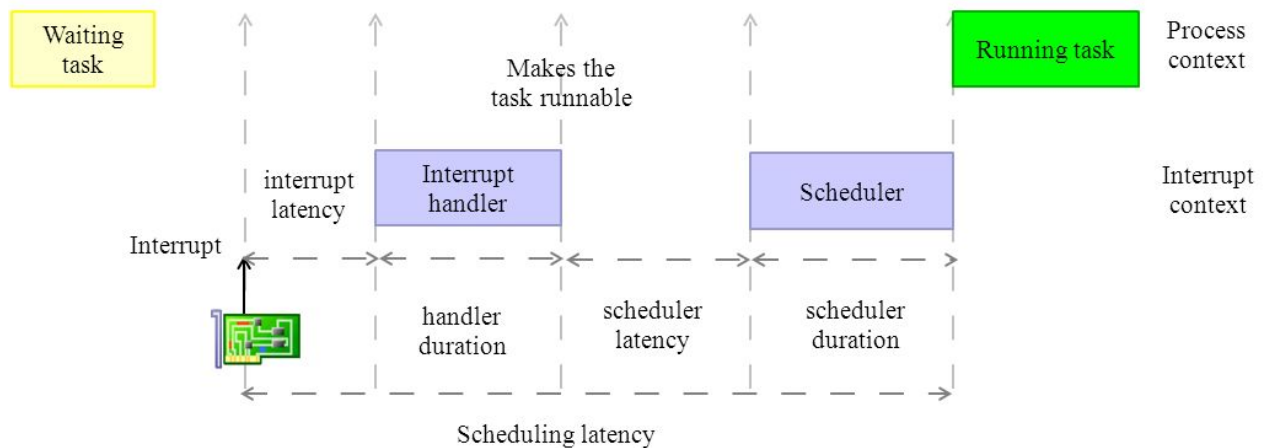 Waiting
task
Makes the
task runnable
Running task
Process
context
interrupt
latency
Interrupt
handler
Scheduler
Interrupt
context
Interrupt
handler
duration
scheduler
latency
scheduler
duration
Scheduling latency